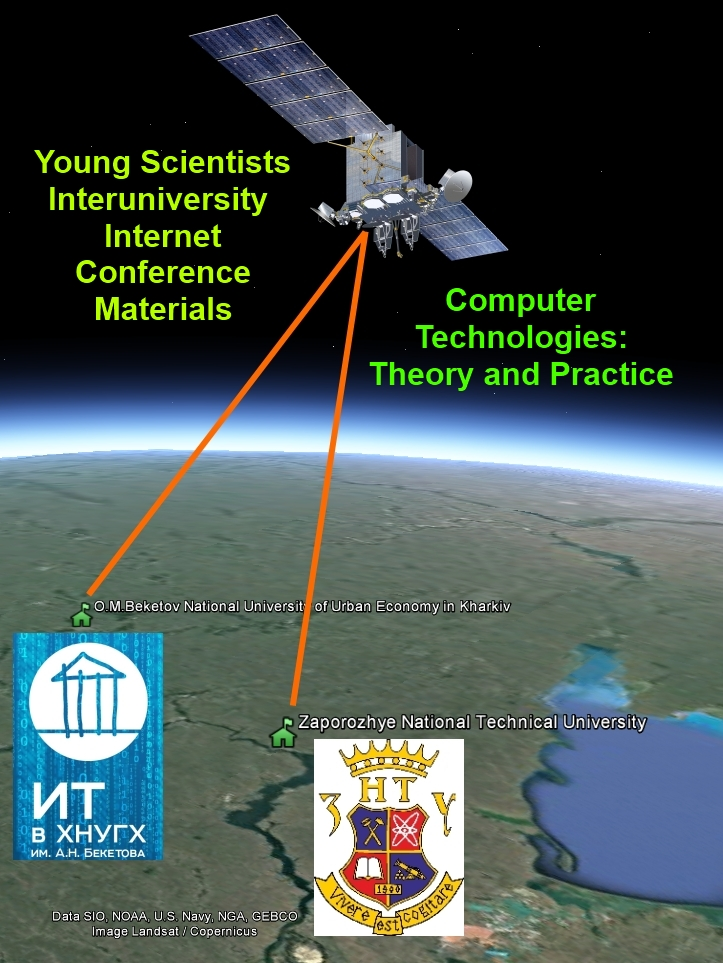 Young Scientists
Interuniversity
Internet
Conference
Materials
Computer
Technologies:
Theory and Practice
O.M.Beketov National University of Urban Economy in Kharkiv
Zaporozhye National Technical University
ИТ
в ХНУГХ
им. А.Н. Бекетова
ЗНТУ
1900
Vivere est cogitare
Data SIO, NOAA, U.S. Navy, NGA, GEBCO
Image Landsat / Copernicus